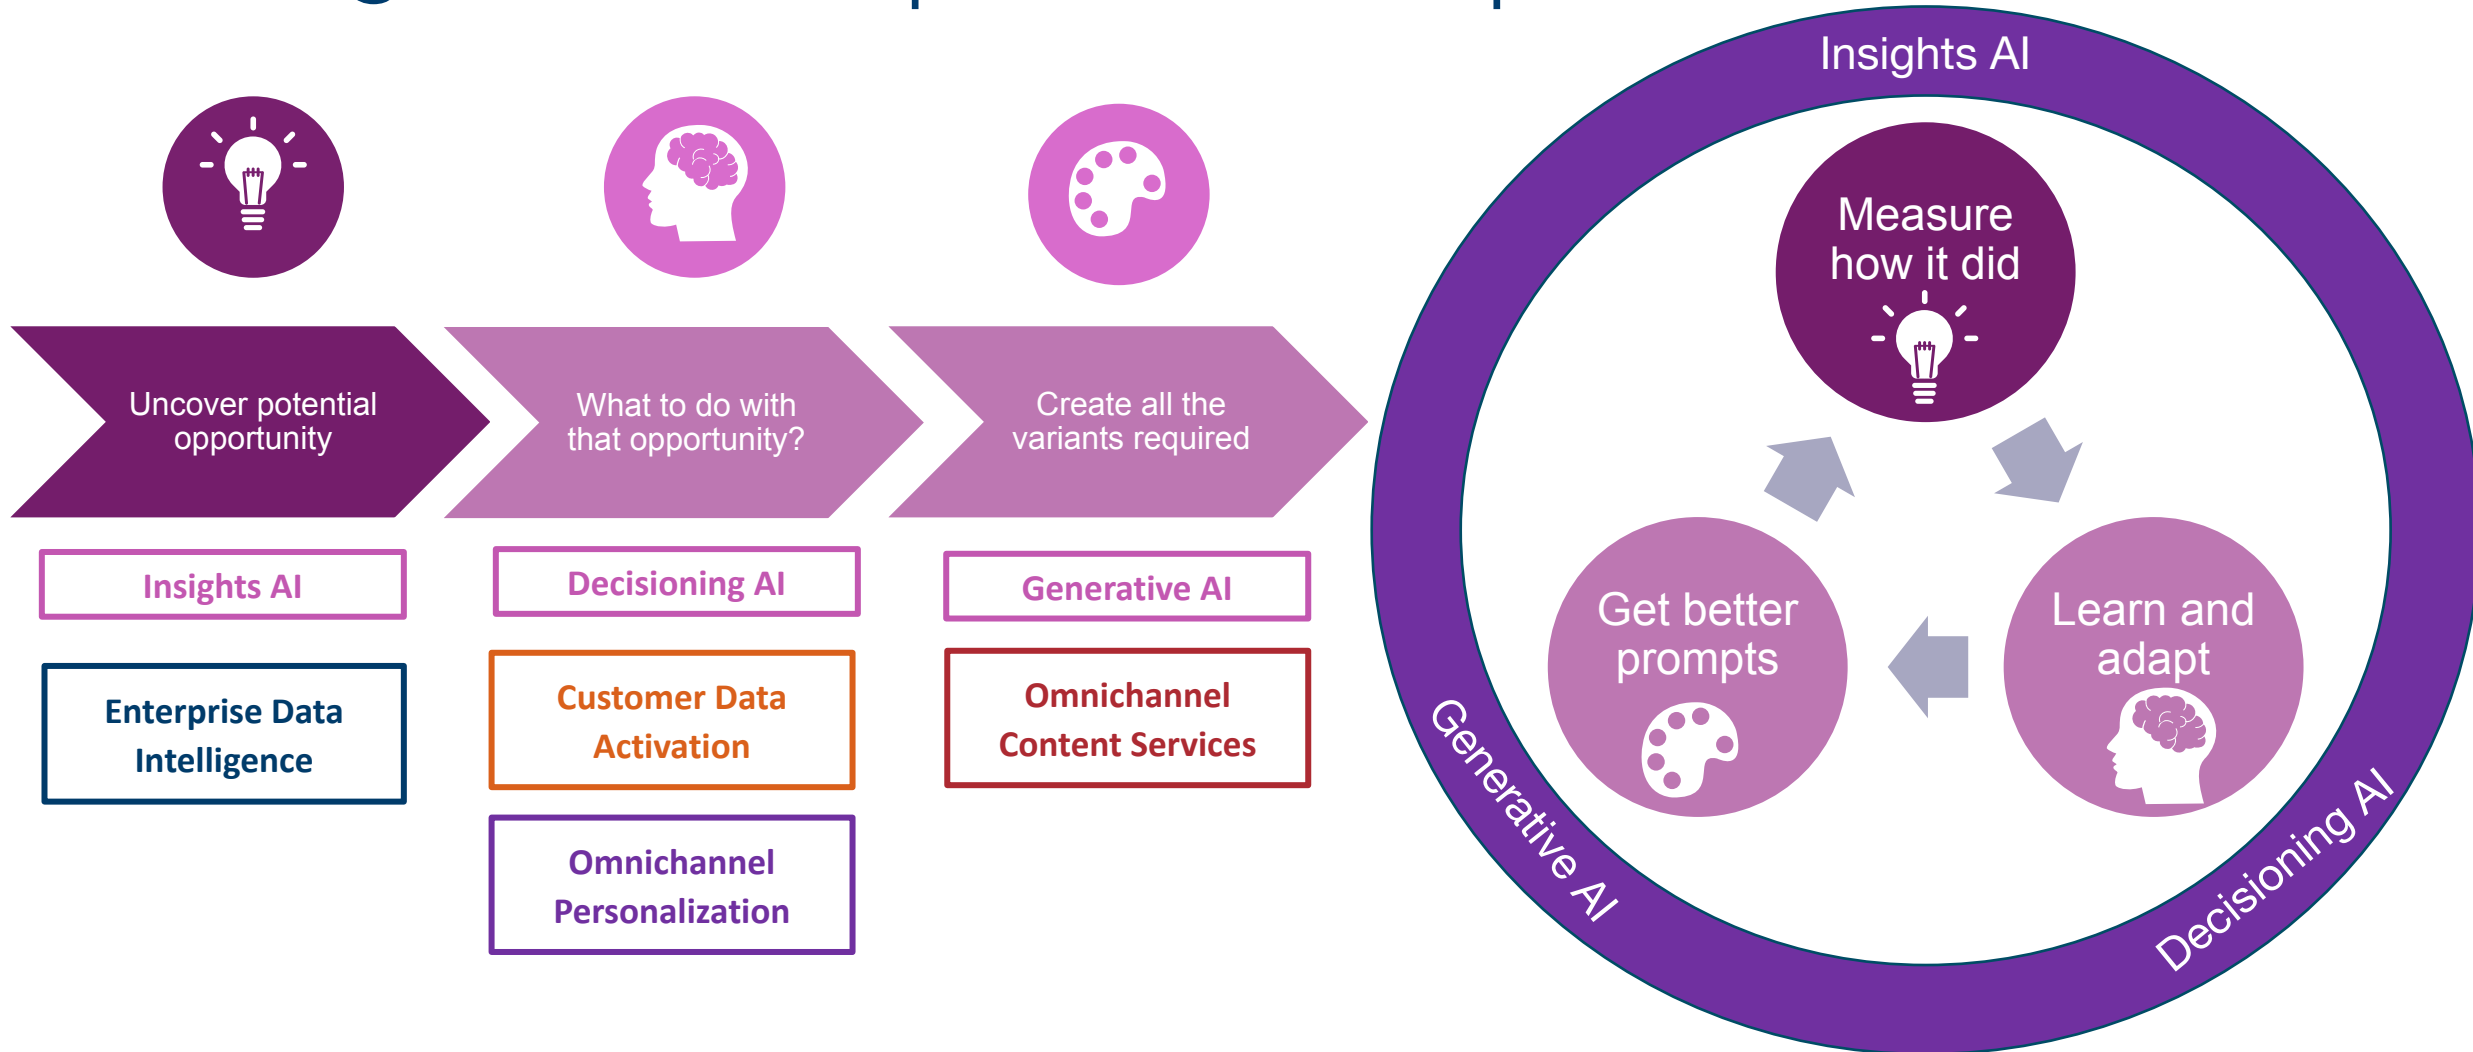 Uncover potential
opportunity
What to do with
that opportunity?
Create all the
variants required
Insights AI
Decisioning AI
Generative AI
Enterprise Data
Intelligence
Customer Data
Activation
Omnichannel
Content Services
Omnichannel
Personalization
Insights AI
Measure
how it did
Get better
prompts
Learn and
adapt
Generative AI
Decisioning AI